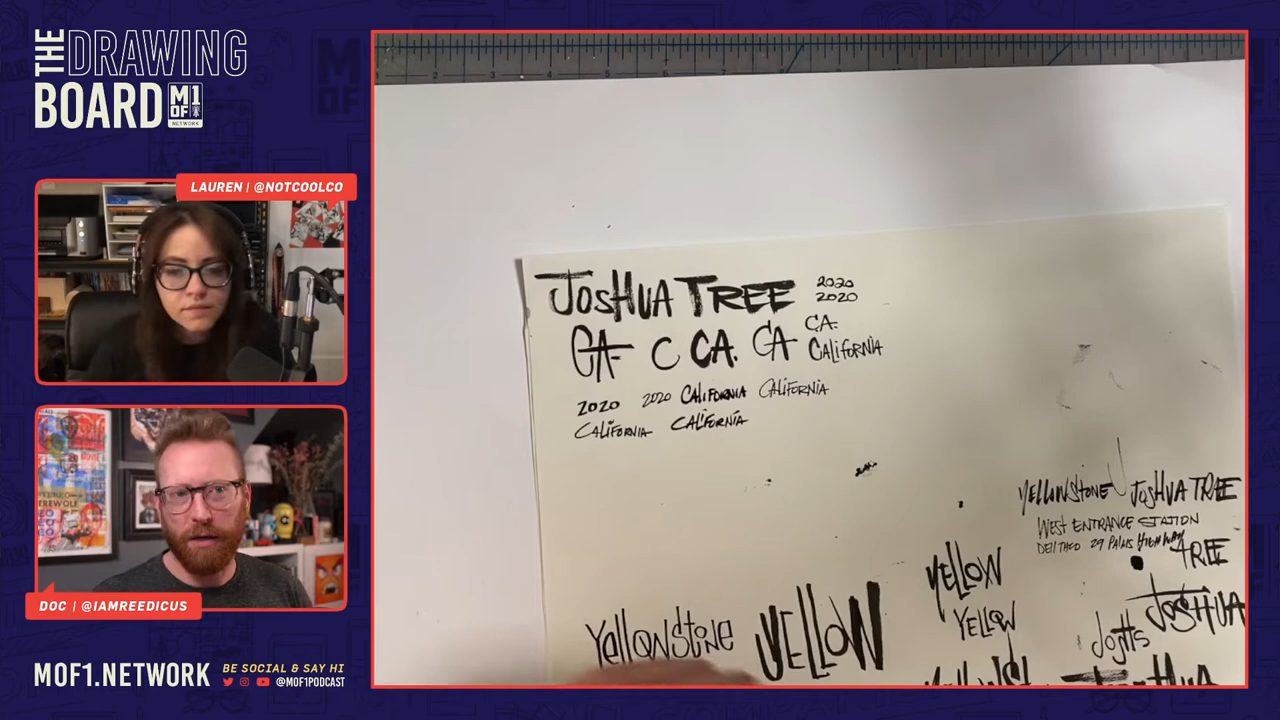 THE DRAWING
BOARD M1
OF
NETWORK
LAUREN | @NOTCOOLCO
DOC | @IAMREEDICUS
MOF1.NETWORK
BE SOCIAL & SAY HI
@MOF1PODCAST
JOSHUA TREE 2020
2020
CA C CA. CA CA.
CALIFORNIA
2020 2020 CALIFORNIA CALIFORNIA
CALIFORNIA CALIFORNIA
YELLOWSTONE JOSHUA TREE
WEST ENTRANCE STATION
29 PALMS HIGHWAY
TREE
YELLOW
YELLOW
JOSHUA
YELLOW